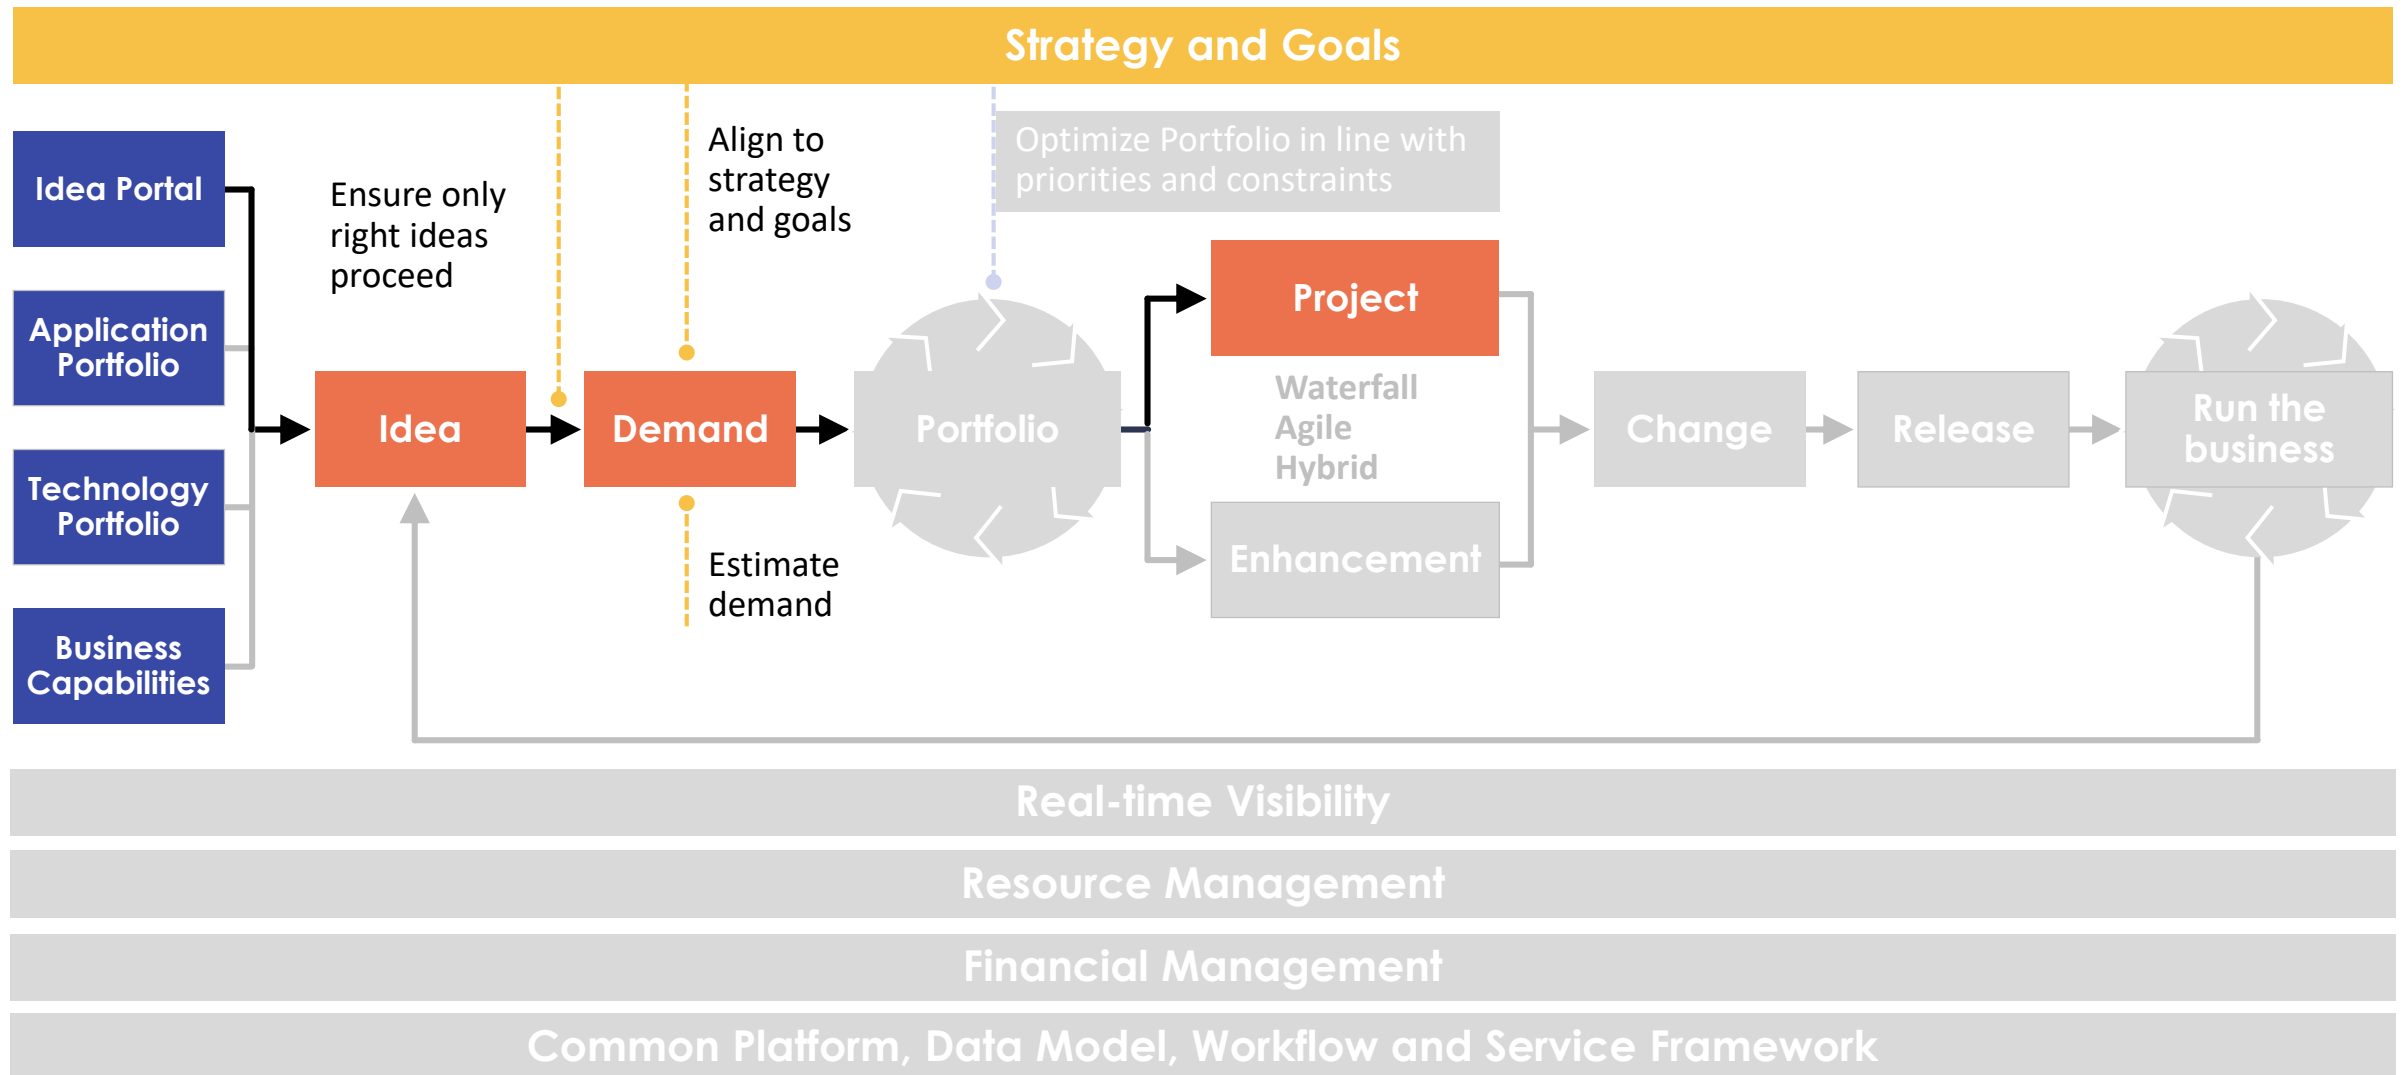 Strategy and Goals
Idea Portal
Application
Portfolio
Technology
Portfolio
Business
Capabilities
Ensure only
right ideas
proceed
Align to
strategy
and goals
Optimize Portfolio in line with
priorities and constraints
Idea
Demand
Estimate
demand
Portfolio
Project
Waterfall
Agile
Hybrid
Enhancement
Change
Release
Run the
business
Real-time Visibility
Resource Management
Financial Management
Common Platform, Data Model, Workflow and Service Framework